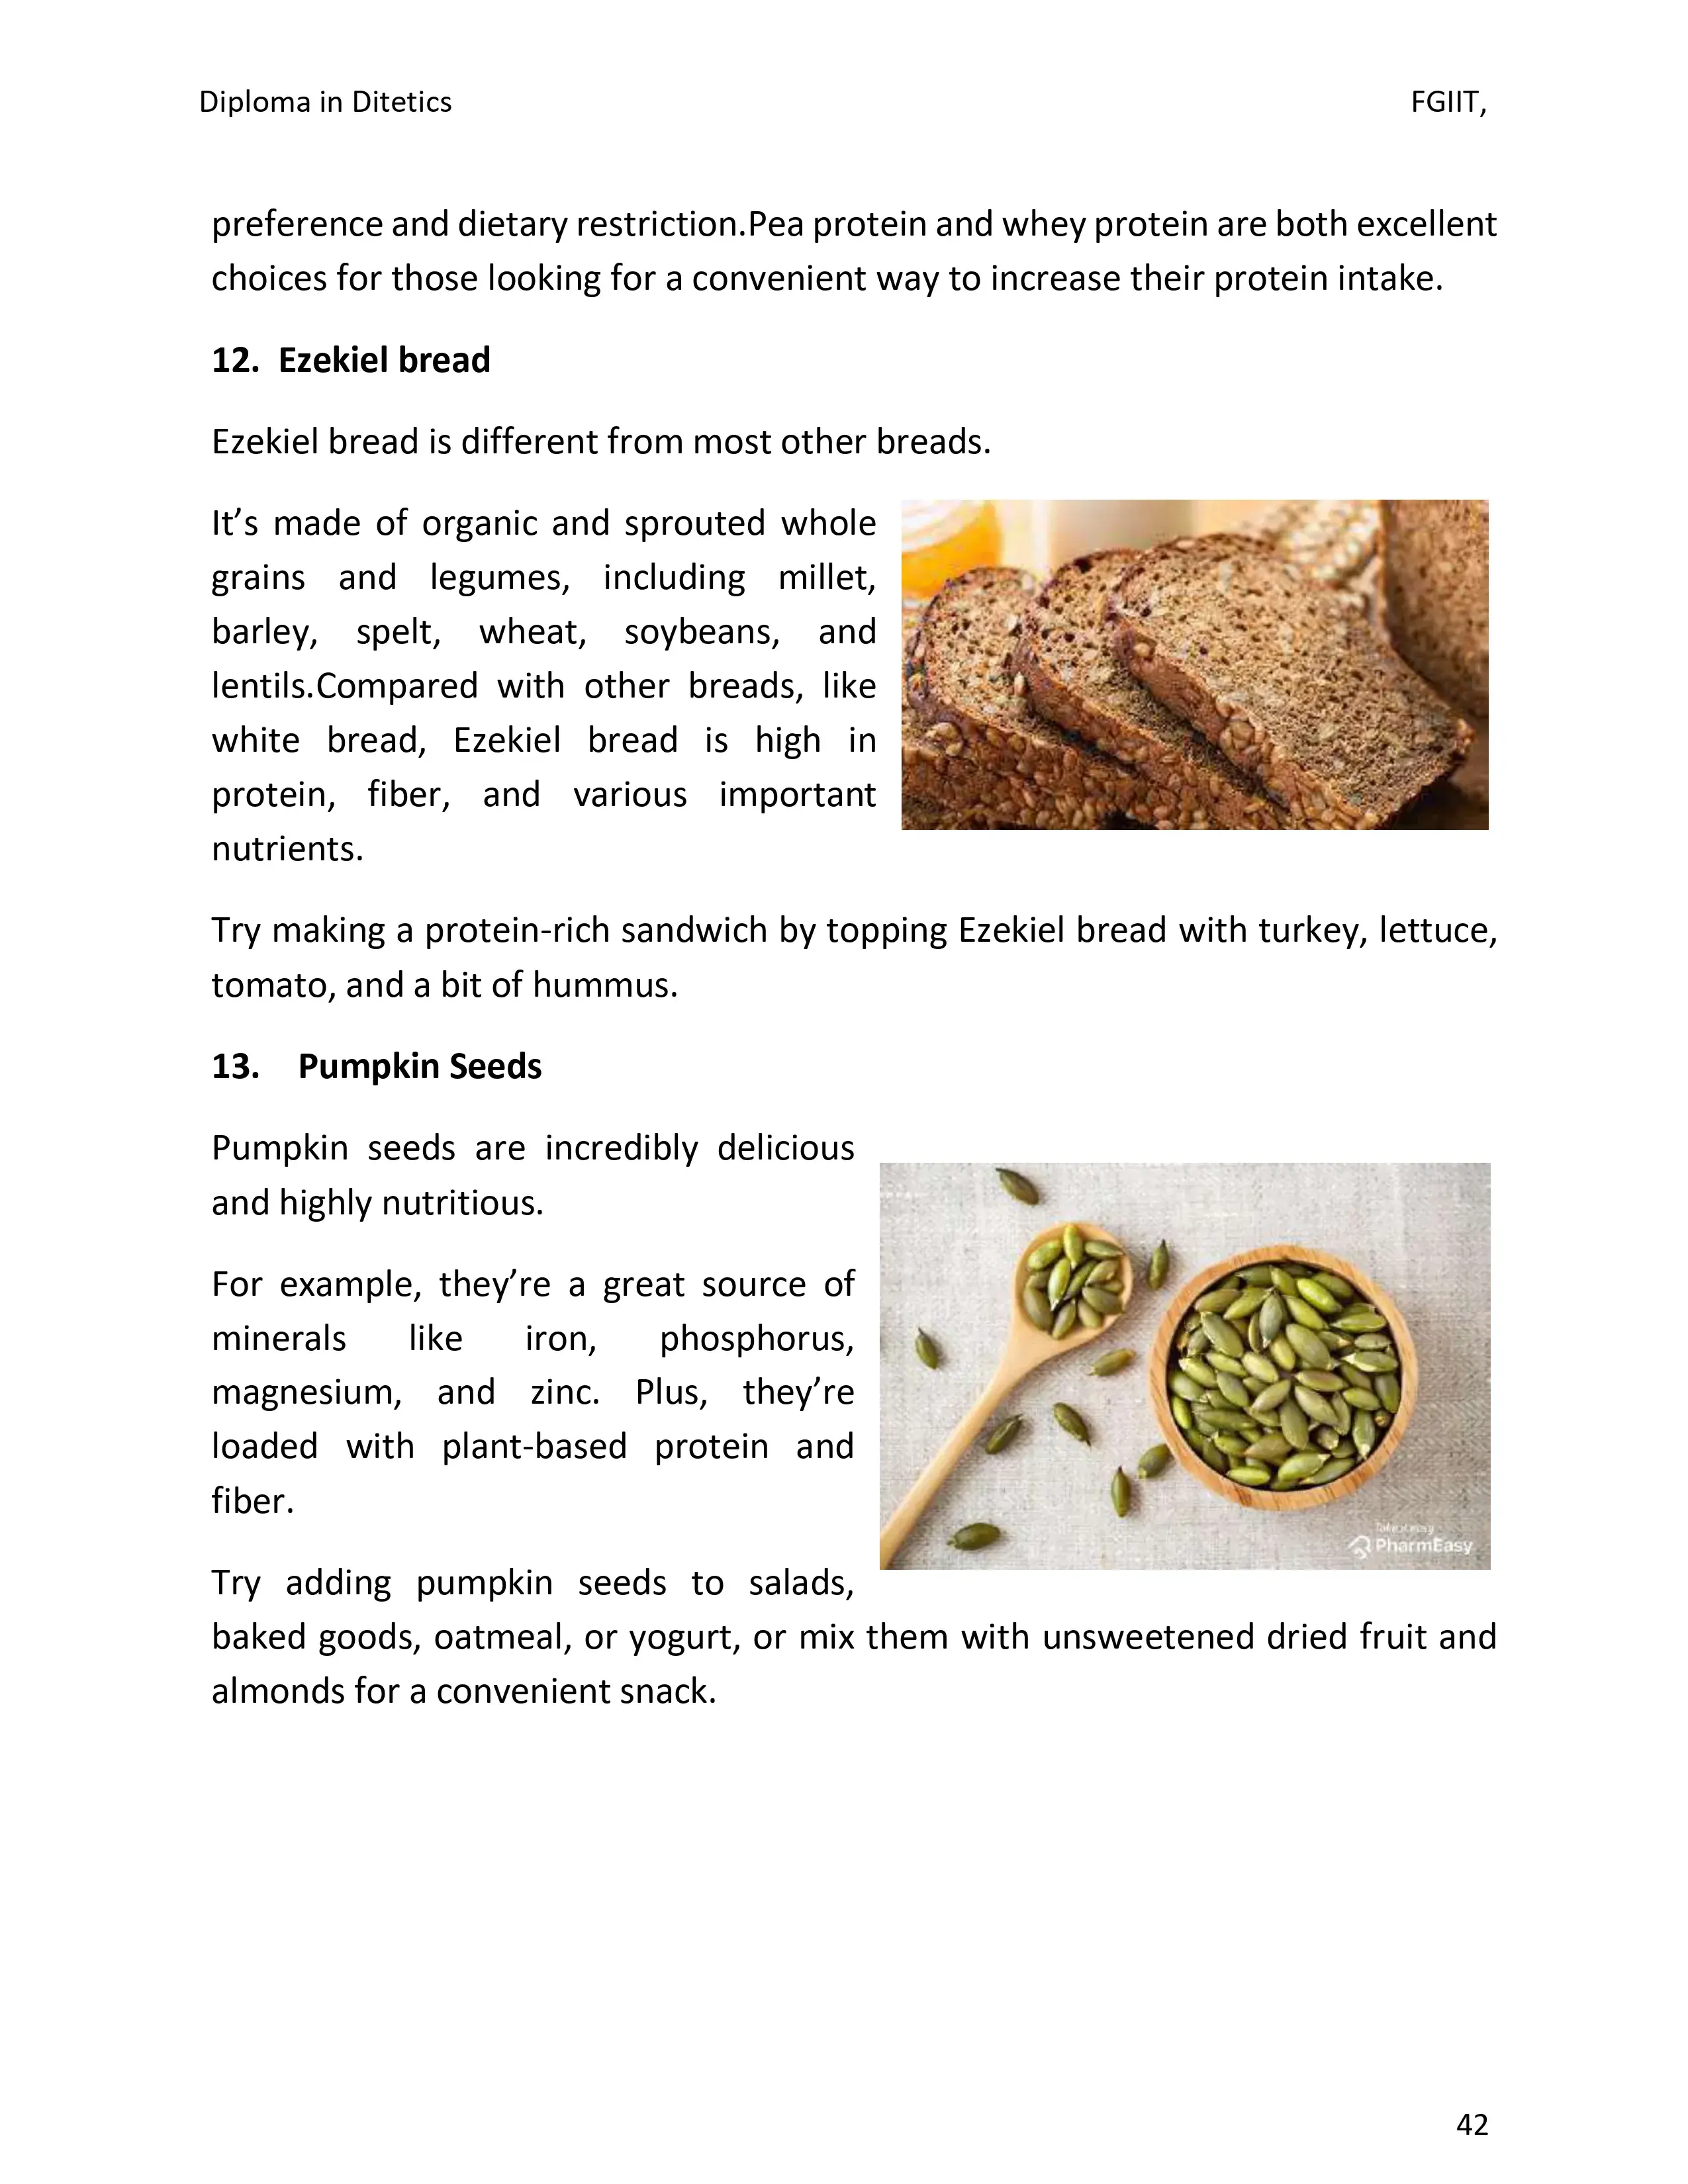 Diploma in Ditetics FGIIT,
preference and dietary restriction.Pea protein and whey protein are both excellent
choices for those looking for a convenient way to increase their protein intake.
12. Ezekiel bread
Ezekiel bread is different from most other breads.
It’s made of organic and sprouted whole
grains and legumes, including millet,
barley, spelt, wheat, soybeans, and
lentils.Compared with other breads, like
white bread, Ezekiel bread is high in
protein, fiber, and various important
nutrients.
Try making a protein-rich sandwich by topping Ezekiel bread with turkey, lettuce,
tomato, and a bit of hummus.
13. Pumpkin Seeds
Pumpkin seeds are incredibly delicious
and highly nutritious.
For example, they’re a great source of
minerals like iron, phosphorus,
magnesium, and zinc. Plus, they’re
loaded with plant-based protein and
fiber.
PharmEasy
Try adding pumpkin seeds to salads,
baked goods, oatmeal, or yogurt, or mix them with unsweetened dried fruit and
almonds for a convenient snack.
42